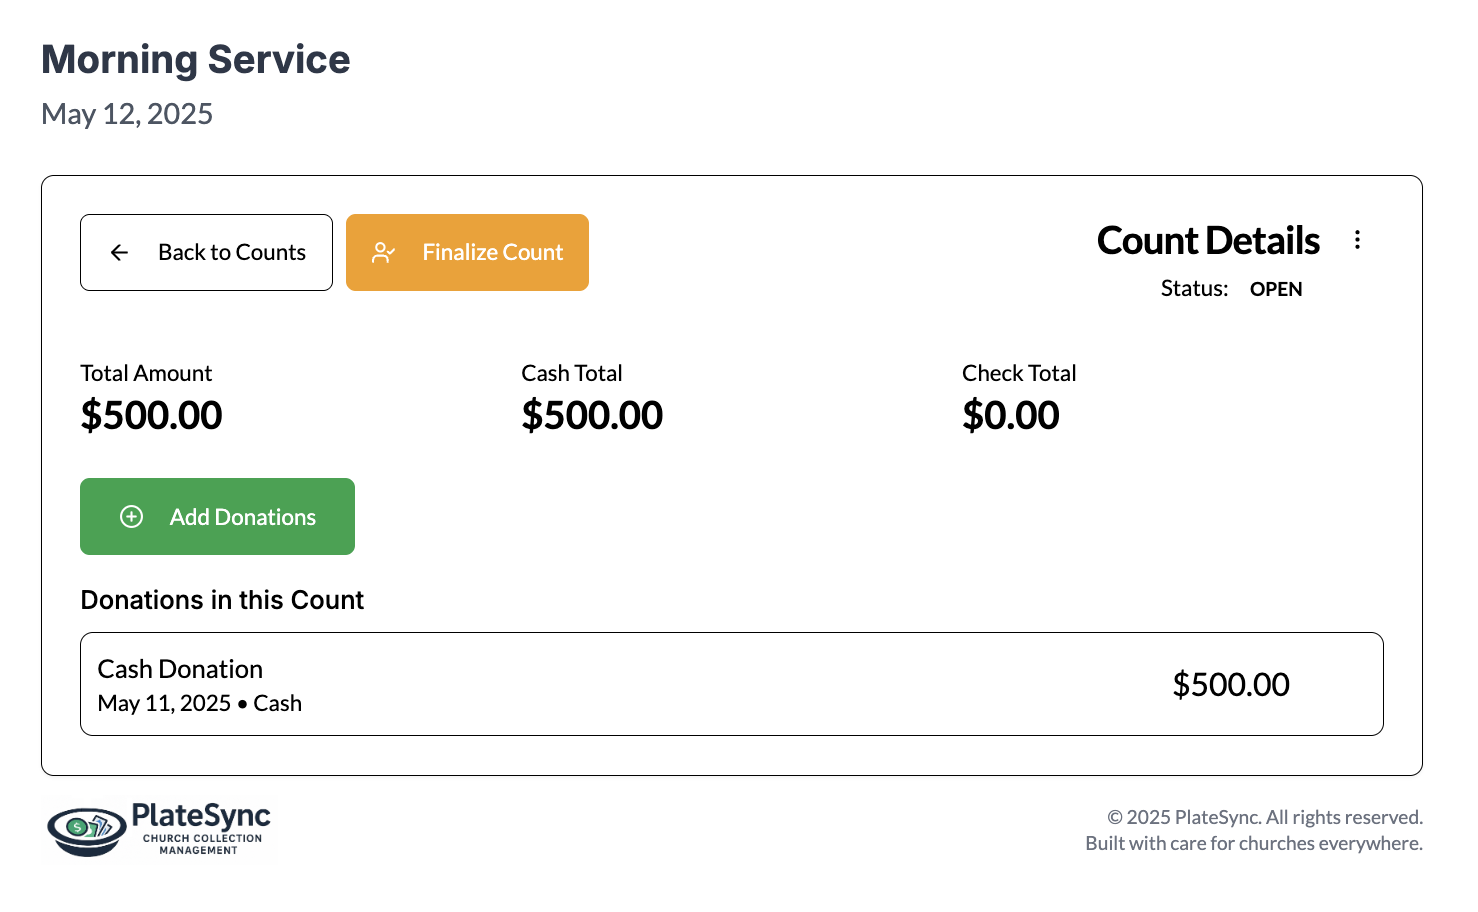 Morning Service
May 12, 2025
Back to Counts
Finalize Count
Count Details
Status: OPEN
Total Amount
$500.00
Cash Total
$500.00
Check Total
$0.00
Add Donations
Donations in this Count
Cash Donation
May 11, 2025 • Cash
$500.00
$
PlateSync
CHURCH COLLECTION
MANAGEMENT
© 2025 PlateSync. All rights reserved.
Built with care for churches everywhere.